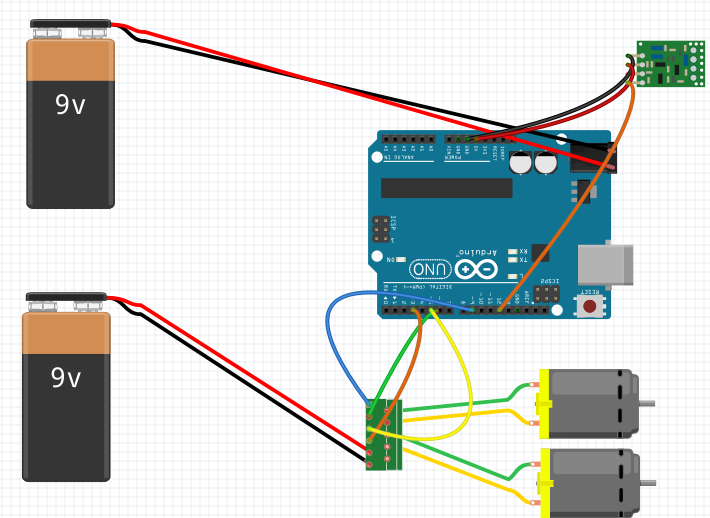 9v
ANALOG IN
POWER
VIN
GND
GND
5V
3V3
RESET
IOREF
ICSP
Arduino
UNO
ON
RX
TX
L
DIGITAL (PWM~)
ICSP2
RESET
AREF
GND
9v